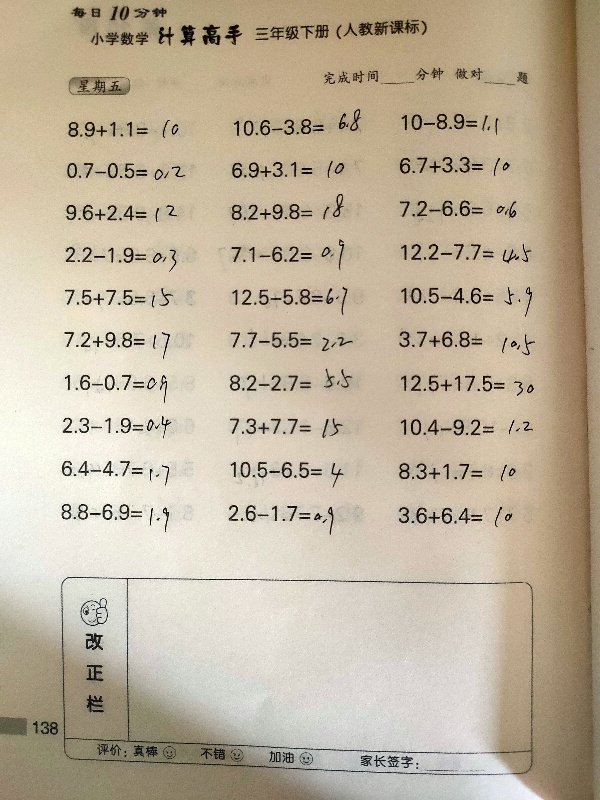 每日10分钟
小学数学 计算高手 三年级下册(人教新课标)
星期五 完成时间____分钟 做对____题
8.9+1.1= 10 10.6−3.8= 6.8 10−8.9= 1.1
0.7−0.5= 0.2 6.9+3.1= 10 6.7+3.3= 10
9.6+2.4= 12 8.2+9.8= 18 7.2−6.6= 0.6
2.2−1.9= 0.3 7.1−6.2= 0.9 12.2−7.7= 4.5
7.5+7.5= 15 12.5−5.8= 6.7 10.5−4.6= 5.9
7.2+9.8= 17 7.7−5.5= 2.2 3.7+6.8= 10.5
1.6−0.7= 0.9 8.2−2.7= 5.5 12.5+17.5= 30
2.3−1.9= 0.4 7.3+7.7= 15 10.4−9.2= 1.2
6.4−4.7= 1.7 10.5−6.5= 4 8.3+1.7= 10
8.8−6.9= 1.9 2.6−1.7= 0.9 3.6+6.4= 10
改正栏
138
评价:真棒 不错 加油 家长签字: